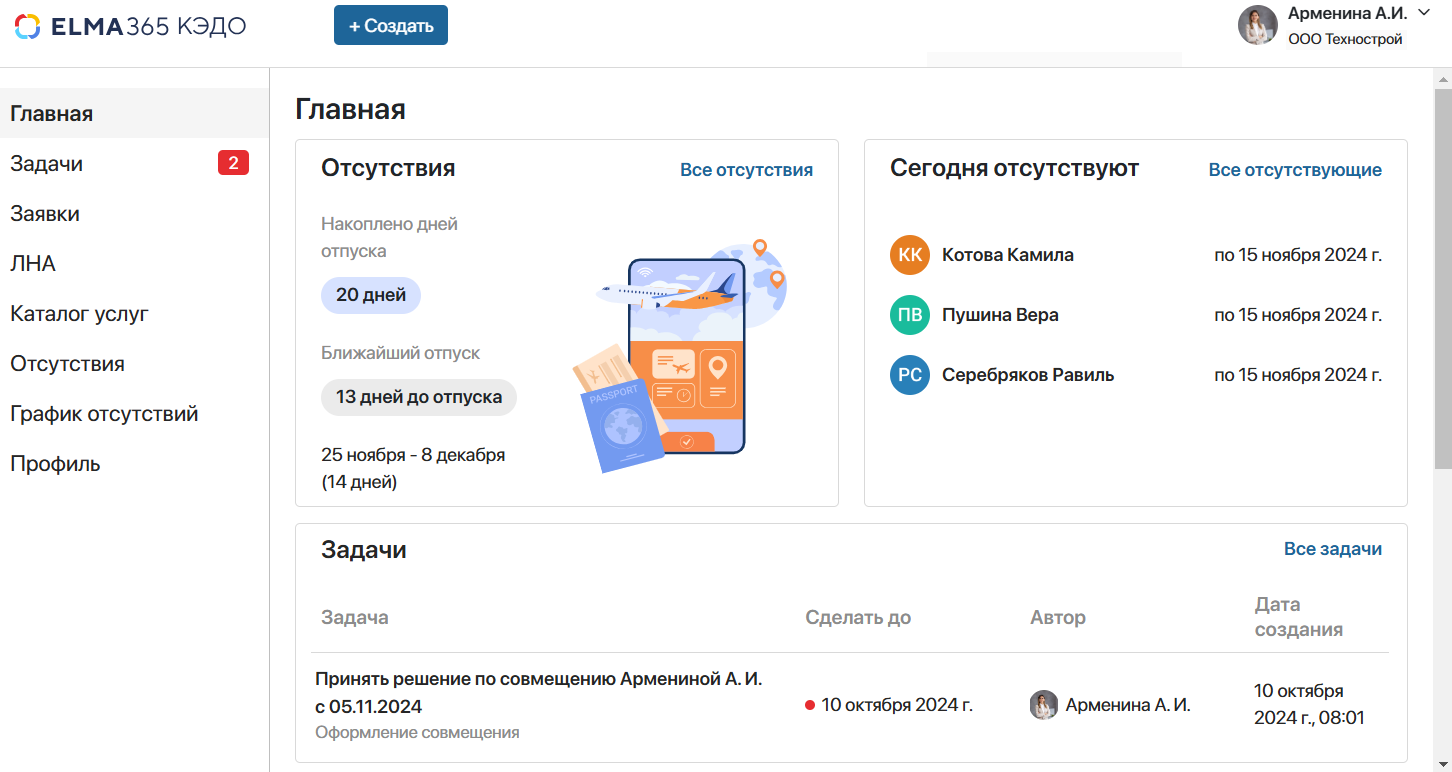 ELMA365 КЭДО
+ Создать
Арменина А.И.
ООО Технострой
Главная
Задачи
2
Заявки
ЛНА
Каталог услуг
Отсутствия
График отсутствий
Профиль
Главная
Отсутствия
Все отсутствия
Накоплено дней
отпуска
20 дней
Ближайший отпуск
13 дней до отпуска
25 ноября - 8 декабря
(14 дней)
PASSPORT
Сегодня отсутствуют
Все отсутствующие
КК
Котова Камила
по 15 ноября 2024 г.
ПВ
Пушина Вера
по 15 ноября 2024 г.
РС
Серебряков Равиль
по 15 ноября 2024 г.
Задачи
Все задачи
Задача
Сделать до
Автор
Дата
создания
Принять решение по совмещению Армениной А. И.
с 05.11.2024
Оформление совмещения
10 октября 2024 г.
Арменина А. И.
10 октября
2024 г., 08:01